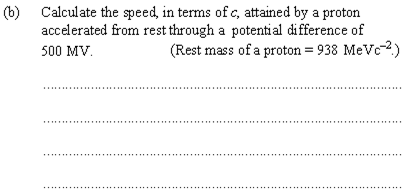 (b) Calculate the speed, in terms of c, attained by a proton
accelerated from rest through a potential difference of
500 MV. (Rest mass of a proton = 938 MeVc⁻².)